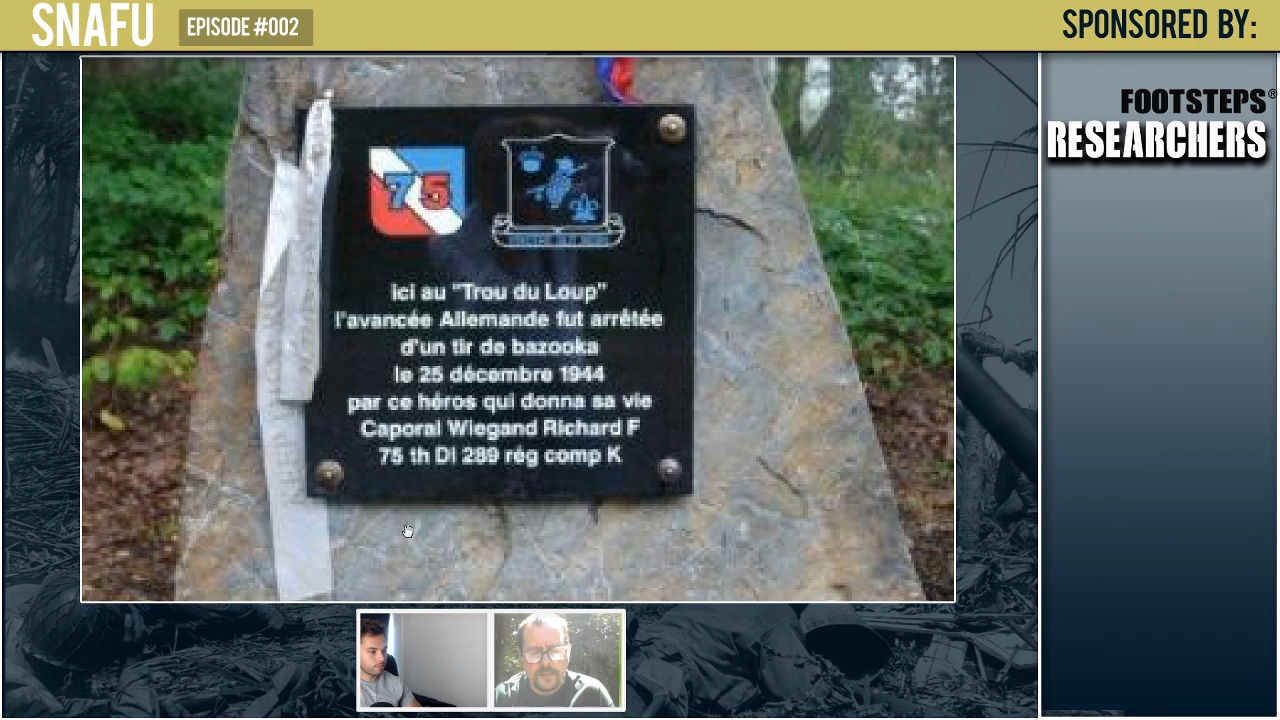 SNAFU
EPISODE #002
SPONSORED BY:
FOOTSTEPS®
RESEARCHERS
75
ici au "Trou du Loup"
l'avancée Allemande fut arrêtée
d'un tir de bazooka
le 25 décembre 1944
par ce héros qui donna sa vie
Caporal Wiegand Richard F
75 th DI 289 rég comp K